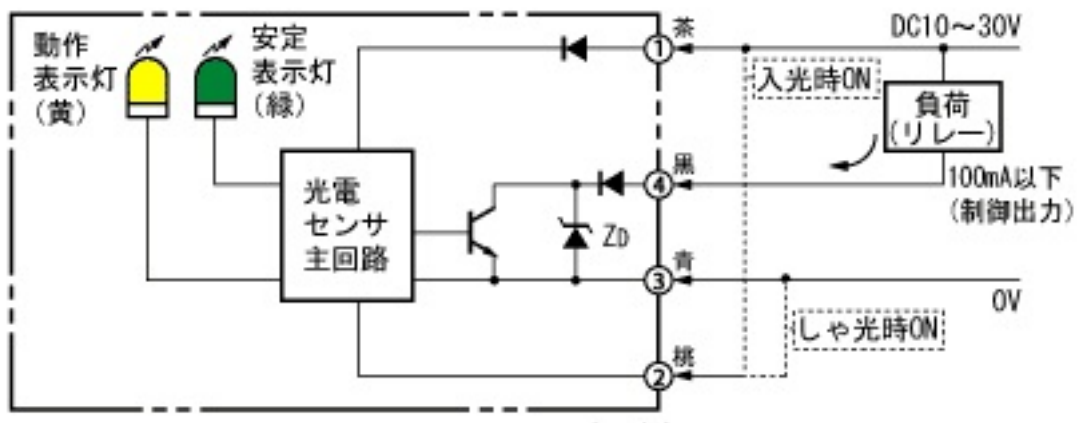 動作
表示灯
(黄)
安定
表示灯
(緑)
光電
センサ
主回路
ZD
①
茶
④
黒
③
青
②
桃
DC10～30V
入光時ON
負荷
(リレー)
100mA以下
(制御出力)
0V
しゃ光時ON